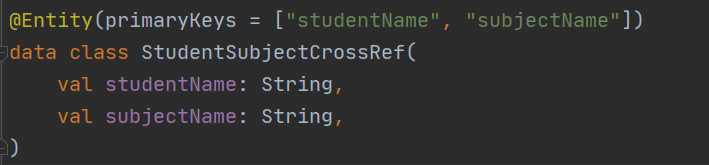 @Entity(primaryKeys = ["studentName", "subjectName"])
data class StudentSubjectCrossRef(
    val studentName: String,
    val subjectName: String,
)